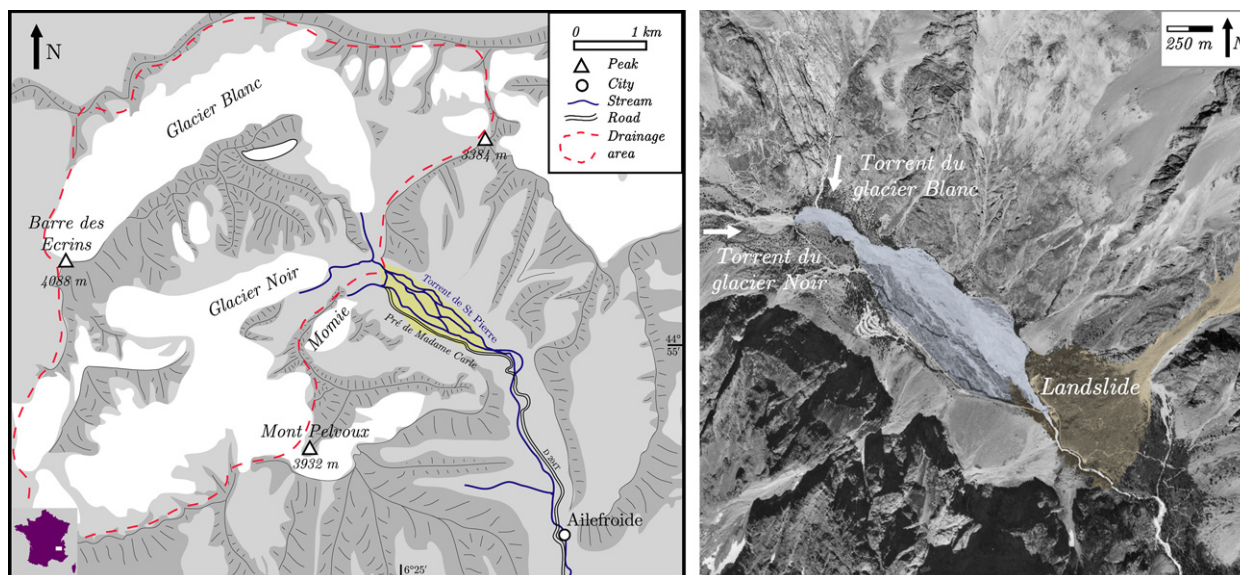 N
0 1 km
Peak
City
Stream
Road
Drainage
area
Glacier Blanc
3384 m
Barre des
Ecrins
4088 m
Glacier Noir
Momie
Torrent de St Pierre
Pré de Madame Carle
44°
55'
Mont Pelvoux
3932 m
D 204T
Ailefroide
6°25'
250 m
N
Torrent du
glacier Blanc
Torrent du
glacier Noir
Landslide